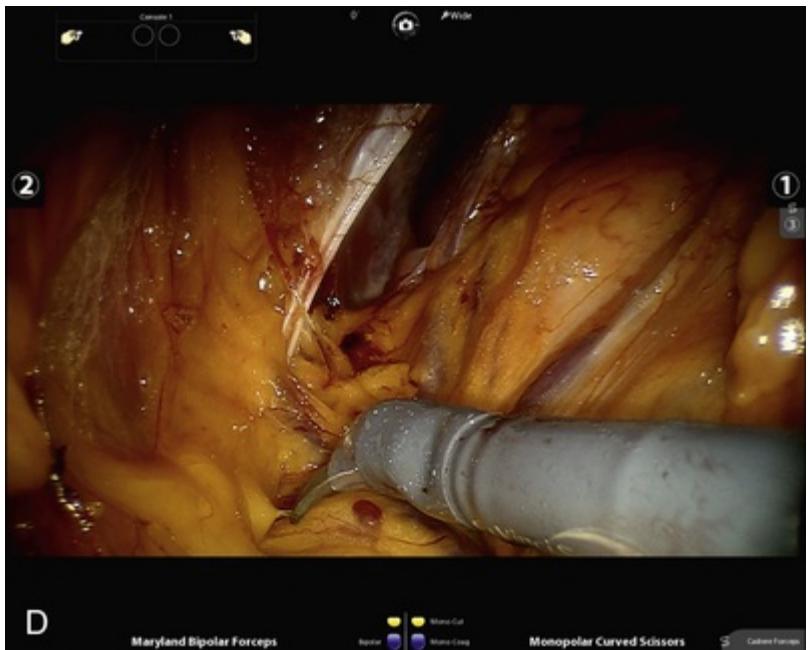 Console 1
0°
Wide
2
1
S
3
D
Maryland Bipolar Forceps
Bipolar
Mono Cut
Mono Coag
Monopolar Curved Scissors
S
Cadiere Forceps